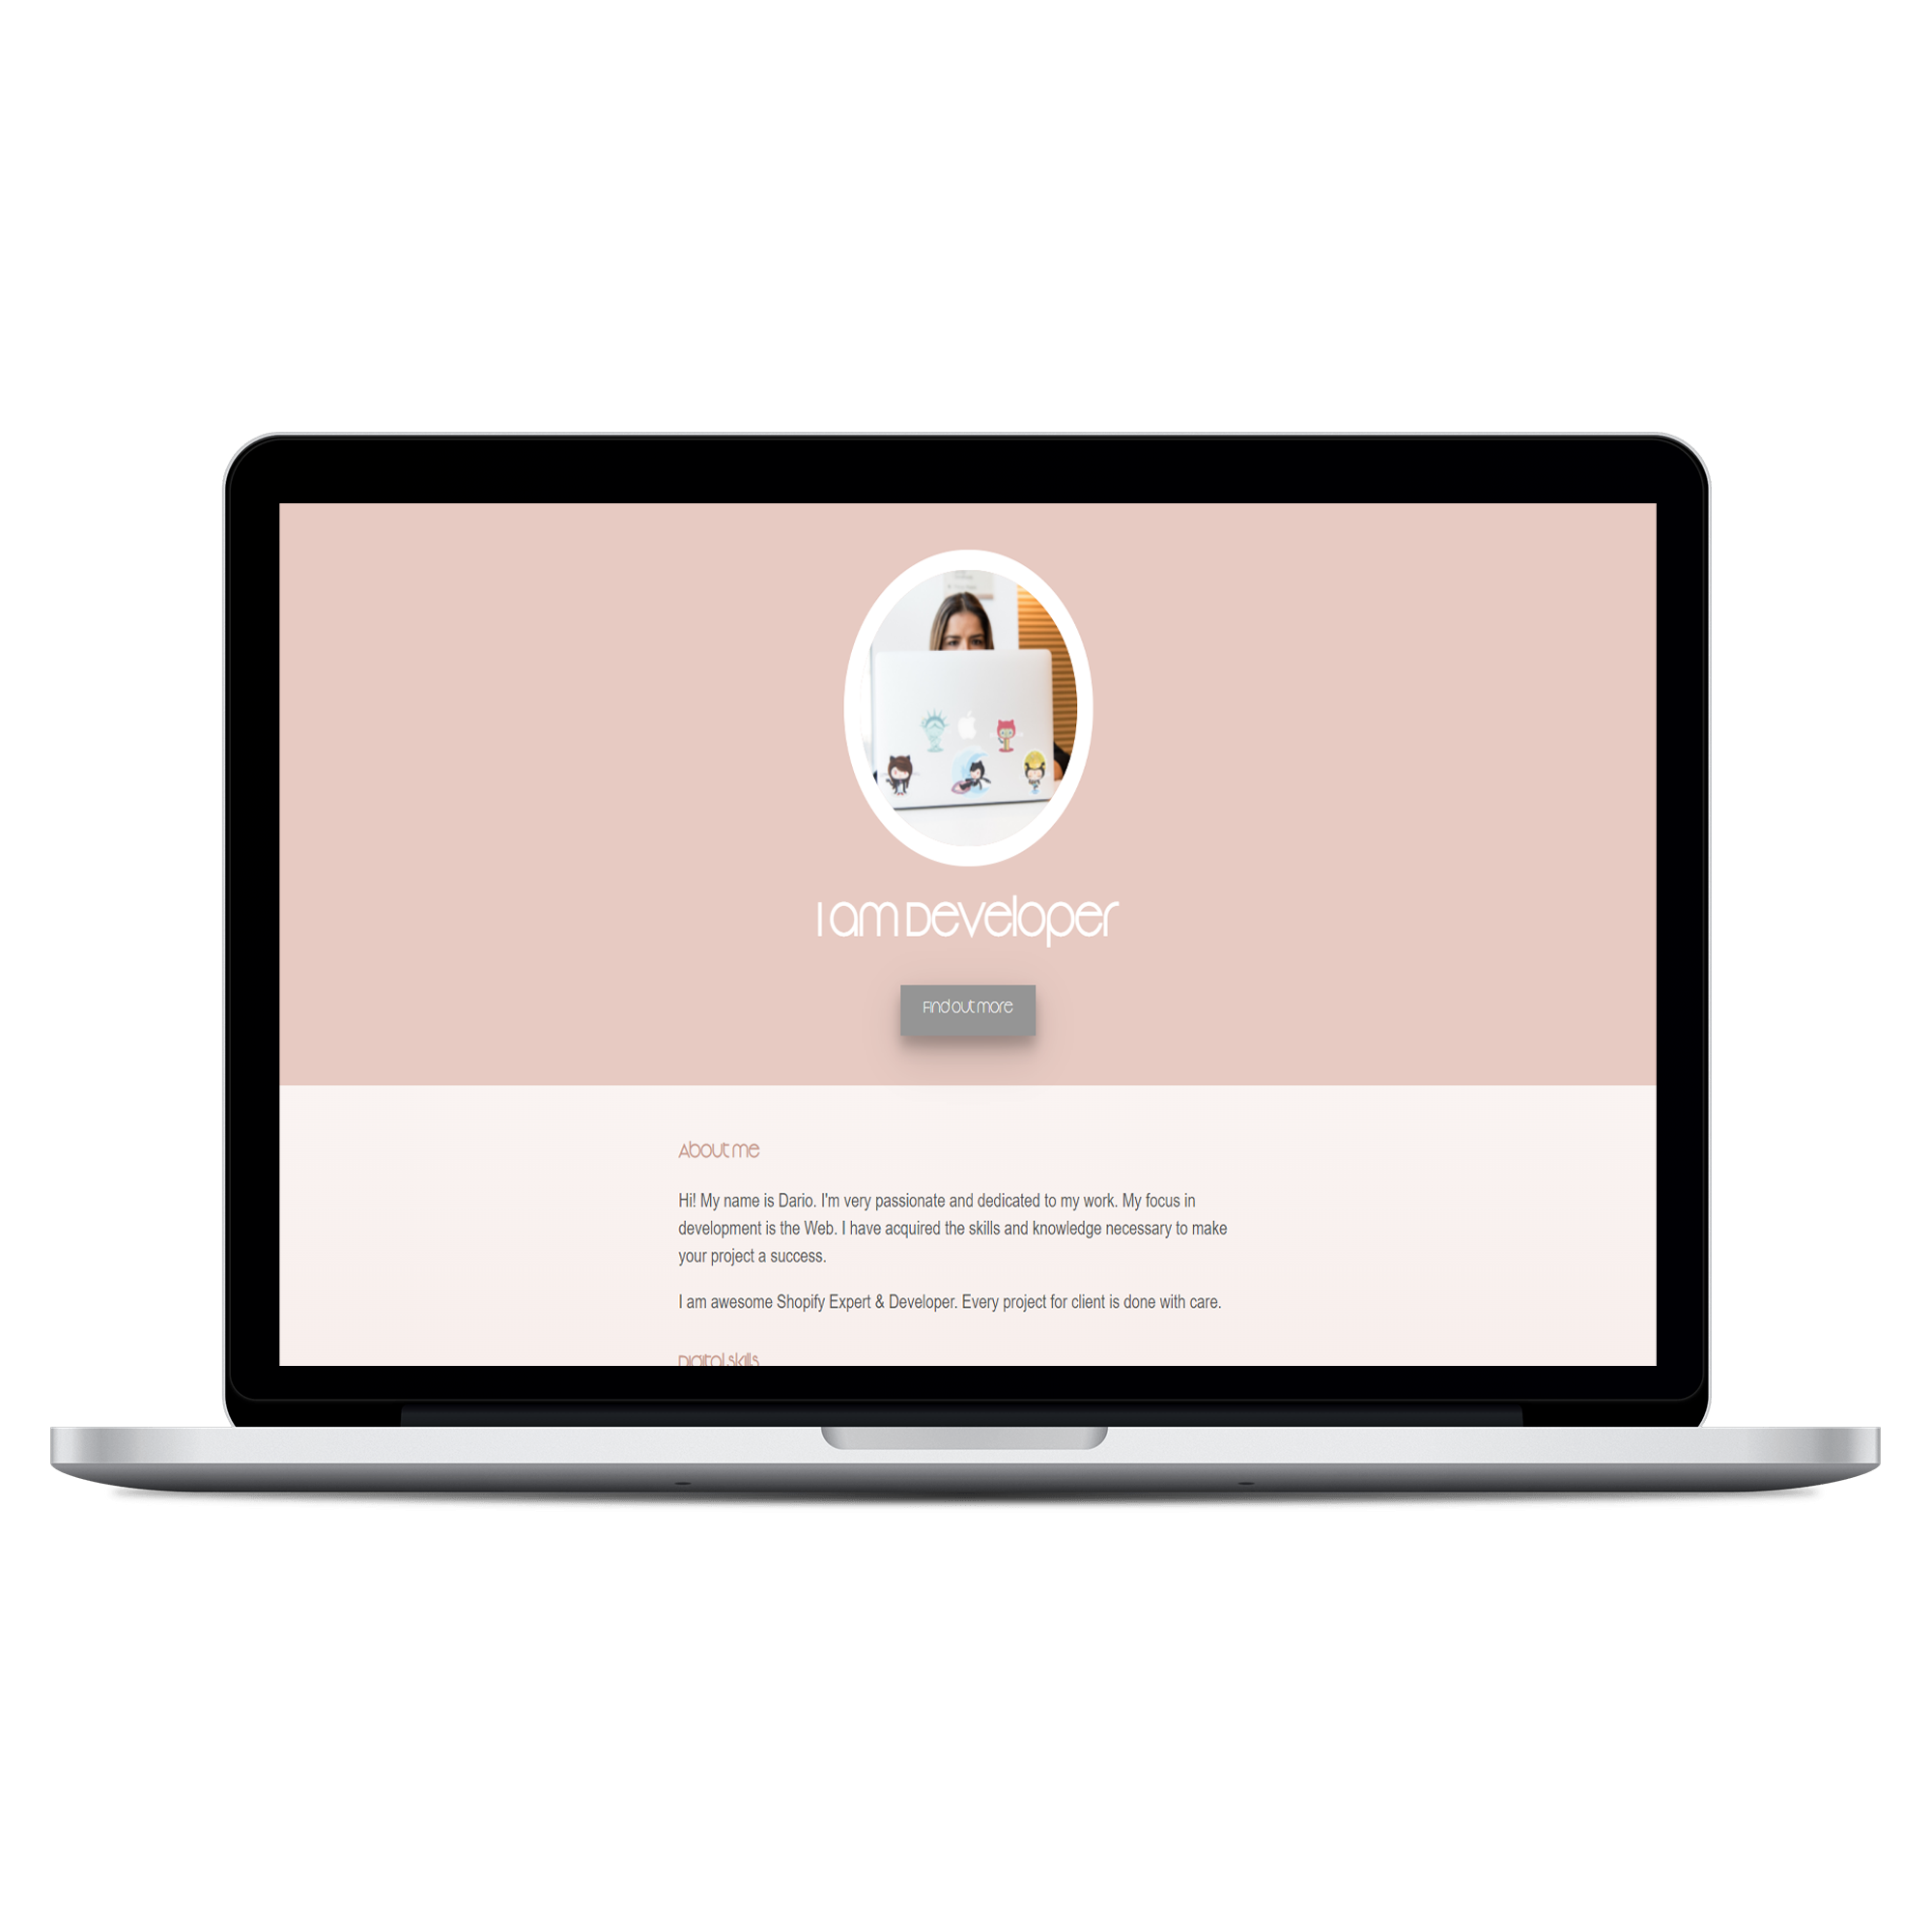 I am Developer
Find out more
About me
Hi! My name is Dario. I'm very passionate and dedicated to my work. My focus in
development is the Web. I have acquired the skills and knowledge necessary to make
your project a success.
I am awesome Shopify Expert & Developer. Every project for client is done with care.
Digital skills